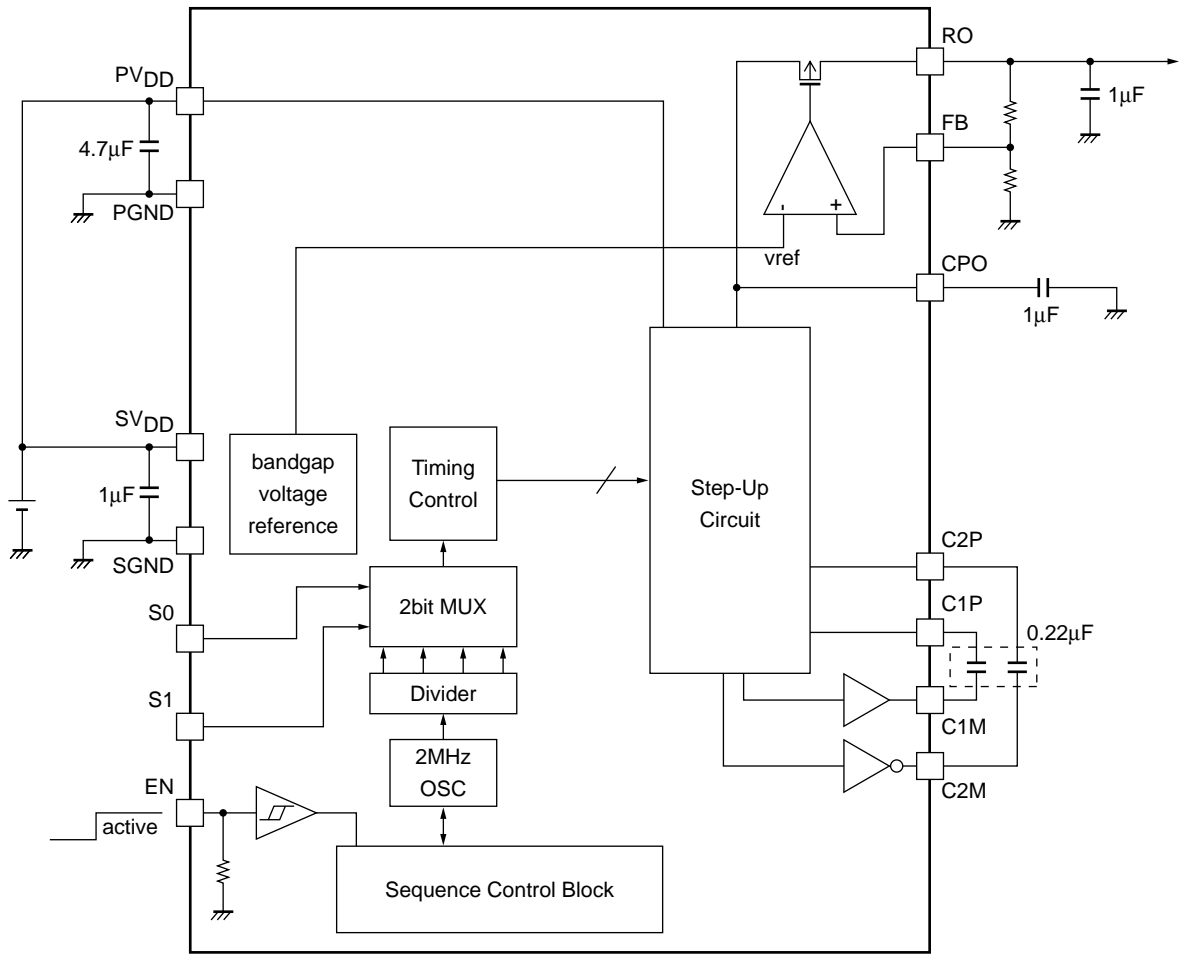 RO
PVDD
1μF
FB
4.7μF
PGND
-
+
vref
CPO
1μF
SVDD
bandgap
voltage
reference
Timing
Control
1μF
Step-Up
Circuit
SGND
C2P
S0
2bit MUX
C1P
0.22μF
S1
Divider
C1M
2MHz
OSC
EN
C2M
active
Sequence Control Block